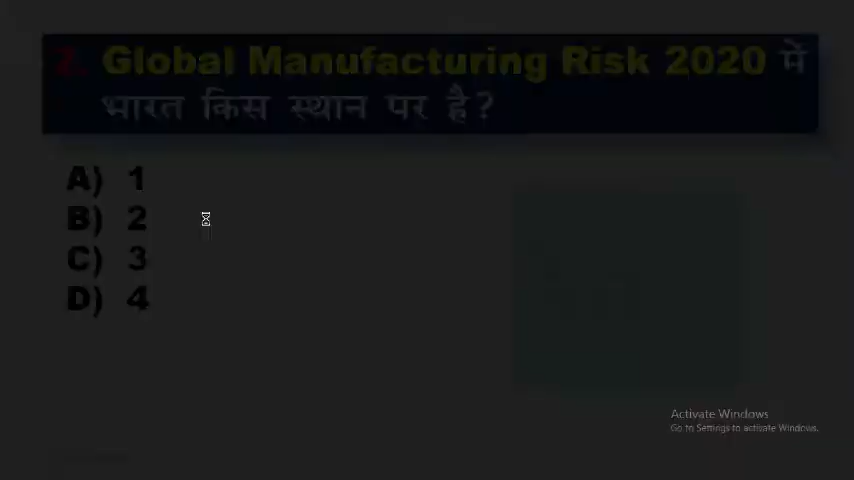 2. Global Manufacturing Risk 2020 में
भारत किस स्थान पर है?
A) 1
B) 2
C) 3
D) 4
Activate Windows
Go to Settings to activate Windows.